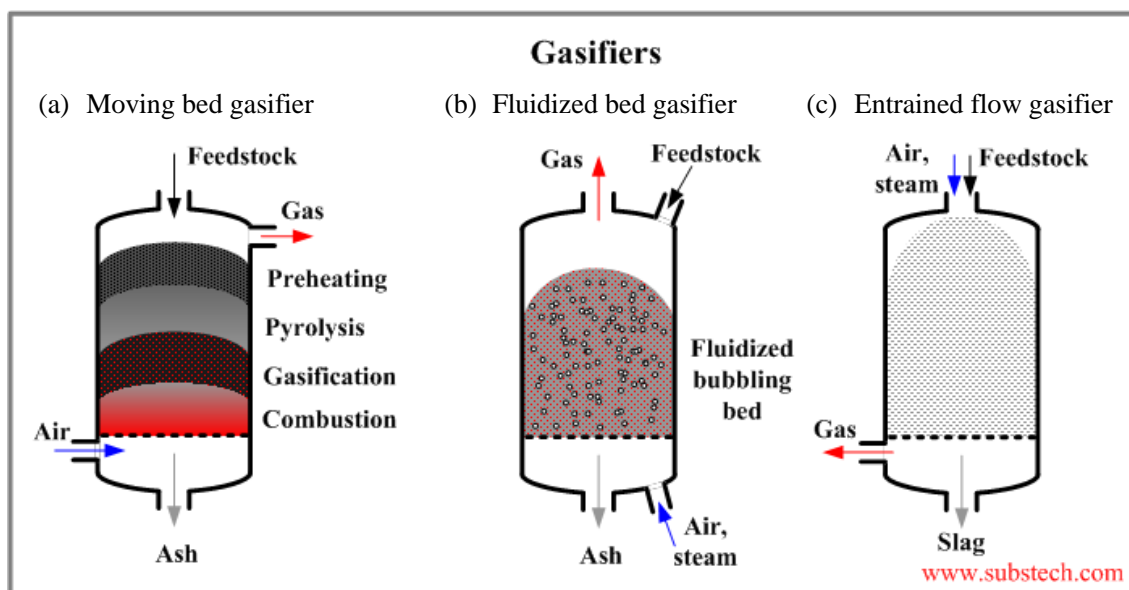 Gasifiers
(a) Moving bed gasifier
Feedstock
Gas
Preheating
Pyrolysis
Gasification
Combustion
Air
Ash
(b) Fluidized bed gasifier
Gas
Feedstock
Fluidized
bubbling
bed
Air,
steam
Ash
(c) Entrained flow gasifier
Air,
steam
Feedstock
Gas
Slag
www.substech.com